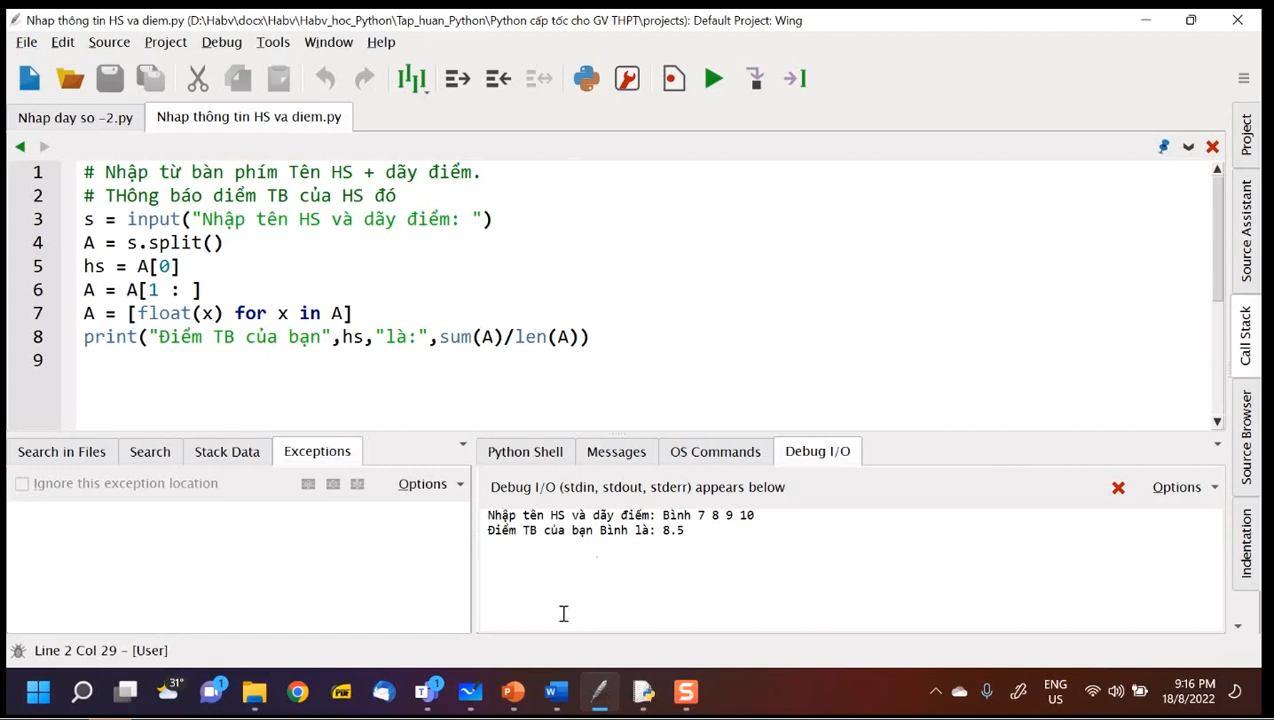 Nhap thông tin HS va diem.py (D:\Habv\docx\Habv\Habv_hoc_Python\Tap_huan_Python\Python cấp tốc cho GV THPT\projects): Default Project: Wing
File Edit Source Project Debug Tools Window Help
Nhap day so -2.py Nhap thông tin HS va diem.py
1 # Nhập từ bàn phím Tên HS + dãy điểm.
2 # THông báo diểm TB của HS đó
3 s = input("Nhập tên HS và dãy điểm: ")
4 A = s.split()
5 hs = A[0]
6 A = A[1 : ]
7 A = [float(x) for x in A]
8 print("Điểm TB của bạn",hs,"là:",sum(A)/len(A))
9
Project
Source Assistant
Call Stack
Source Browser
Indentation
Search in Files Search Stack Data Exceptions
Ignore this exception location Options
Python Shell Messages OS Commands Debug I/O
Debug I/O (stdin, stdout, stderr) appears below Options
Nhập tên HS và dãy điểm: Bình 7 8 9 10
Điểm TB của bạn Bình là: 8.5
Line 2 Col 29 - [User]
31° 1 PDF 1 ENG US 9:16 PM 18/8/2022